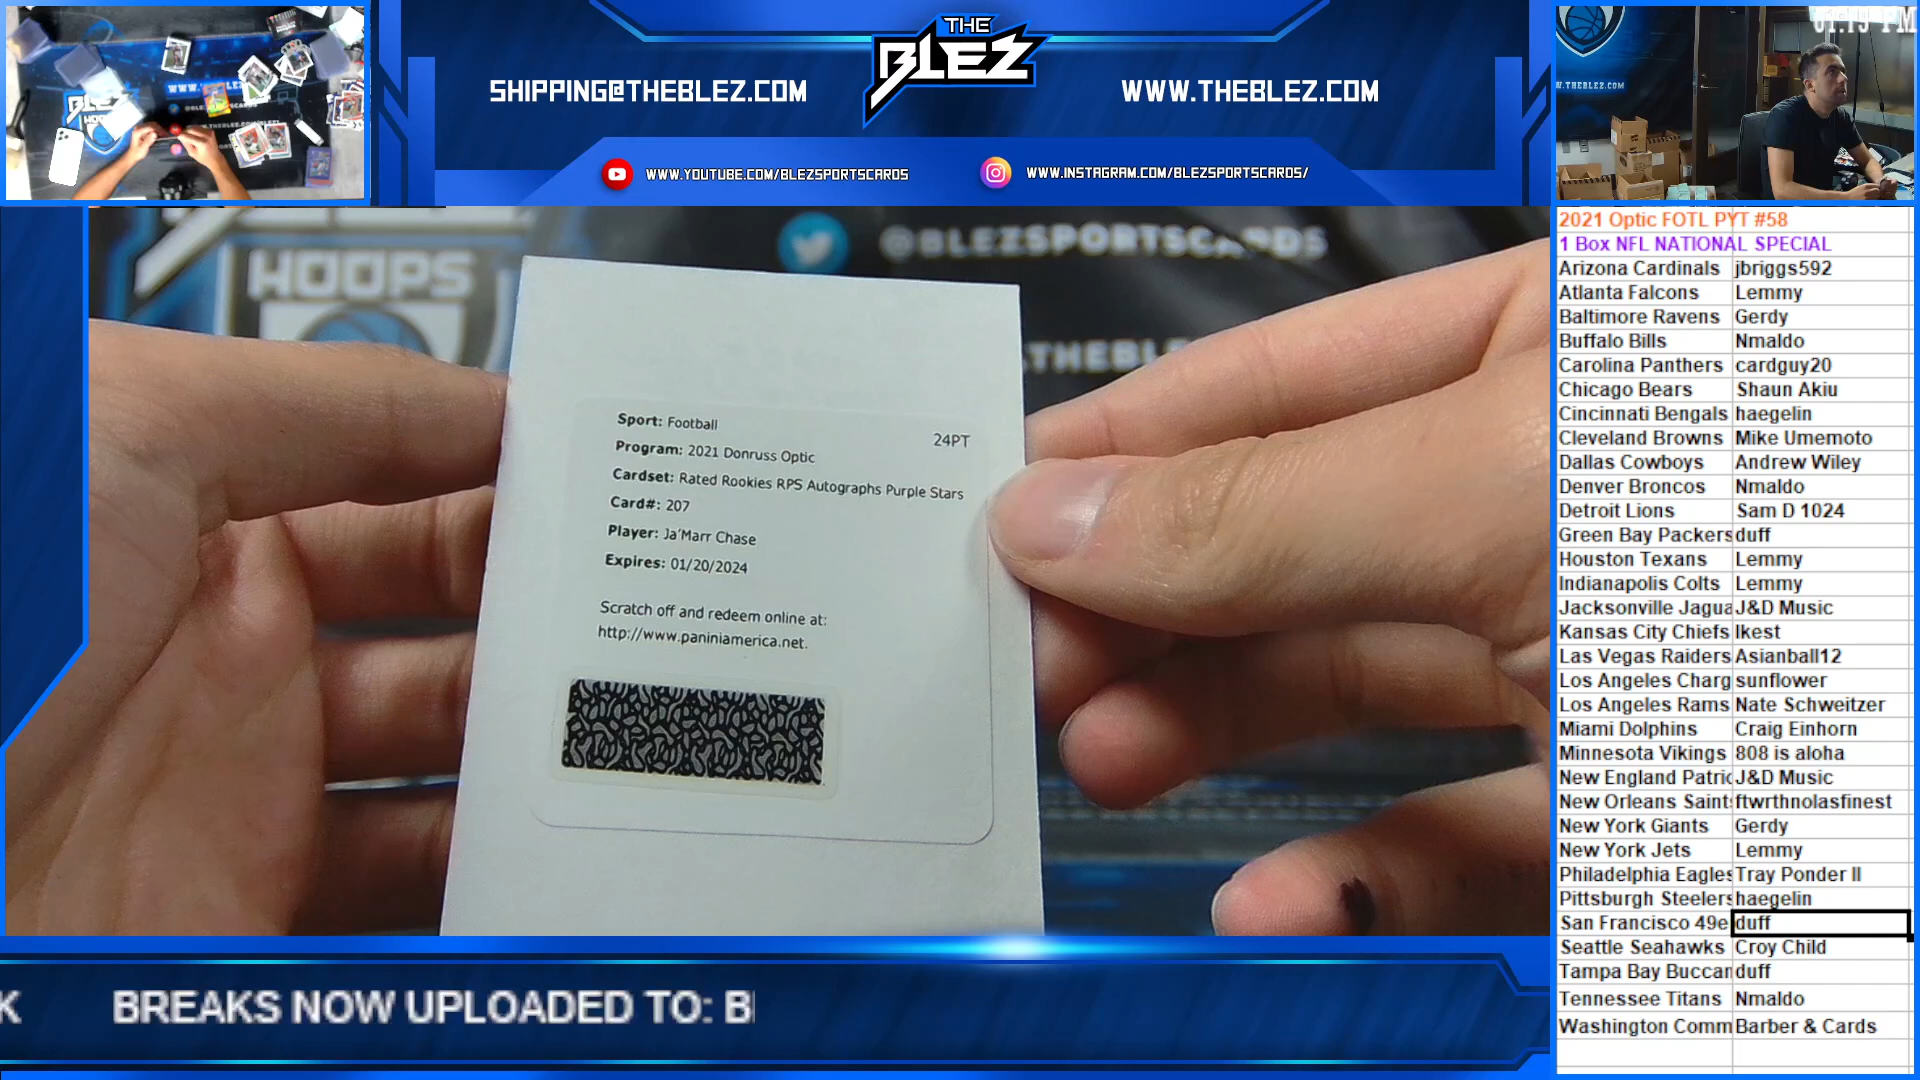 THE
BLEZ
SHIPPING@THEBLEZ.COM
WWW.THEBLEZ.COM
WWW.YOUTUBE.COM/BLEZSPORTSCARDS
WWW.INSTAGRAM.COM/BLEZSPORTSCARDS/
HOOPS
@BLEZSPORTSCARDS
Sport: Football
24PT
Program: 2021 Donruss Optic
Cardset: Rated Rookies RPS Autographs Purple Stars
Card#: 207
Player: Ja'Marr Chase
Expires: 01/20/2024
Scratch off and redeem online at:
http://www.paniniamerica.net.
K BREAKS NOW UPLOADED TO: B
2021 Optic FOTL PYT #58
1 Box NFL NATIONAL SPECIAL
Arizona Cardinals jbriggs592
Atlanta Falcons Lemmy
Baltimore Ravens Gerdy
Buffalo Bills Nmaldo
Carolina Panthers cardguy20
Chicago Bears Shaun Akiu
Cincinnati Bengals haegelin
Cleveland Browns Mike Umemoto
Dallas Cowboys Andrew Wiley
Denver Broncos Nmaldo
Detroit Lions Sam D 1024
Green Bay Packers duff
Houston Texans Lemmy
Indianapolis Colts Lemmy
Jacksonville Jagua J&D Music
Kansas City Chiefs Ikest
Las Vegas Raiders Asianball12
Los Angeles Charg sunflower
Los Angeles Rams Nate Schweitzer
Miami Dolphins Craig Einhorn
Minnesota Vikings 808 is aloha
New England Patric J&D Music
New Orleans Saints ftwrthnolasfinest
New York Giants Gerdy
New York Jets Lemmy
Philadelphia Eagles Tray Ponder II
Pittsburgh Steelers haegelin
San Francisco 49e duff
Seattle Seahawks Croy Child
Tampa Bay Buccan duff
Tennessee Titans Nmaldo
Washington Comm Barber & Cards